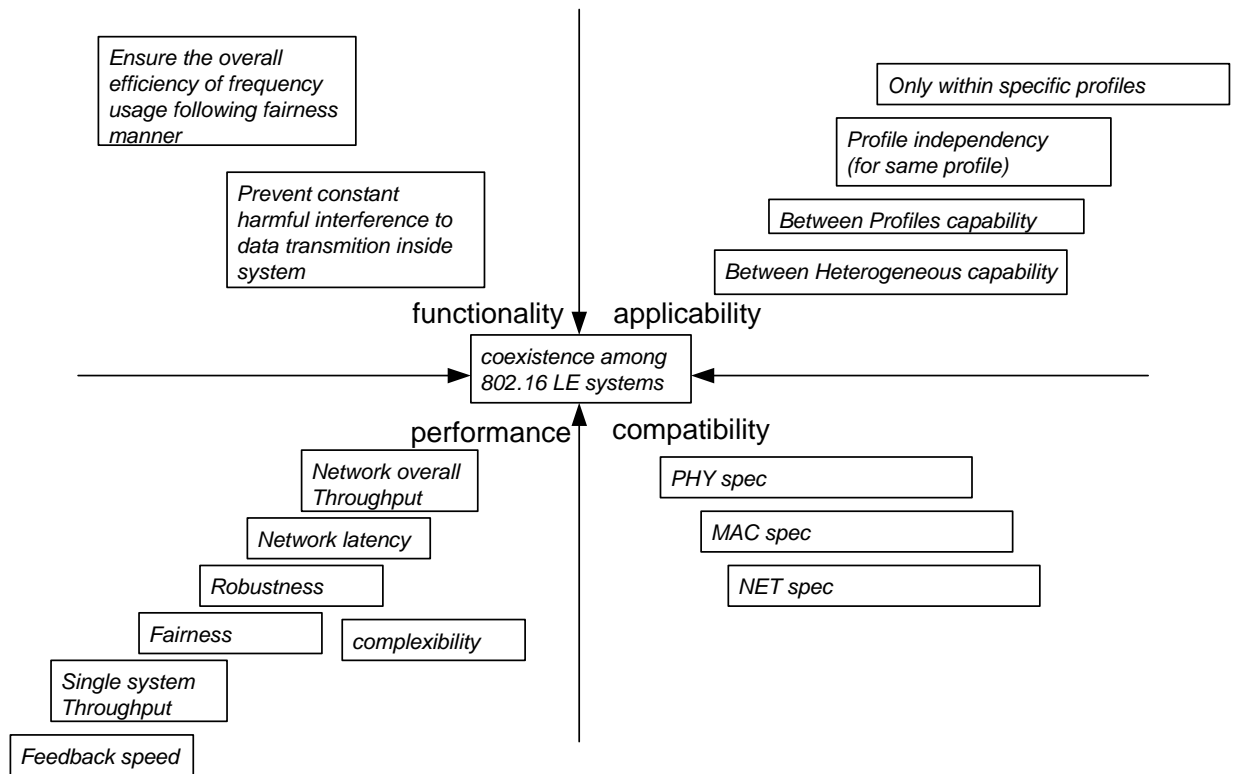 Ensure the overall
efficiency of frequency
usage following fairness
manner
Prevent constant
harmful interference to
data transmition inside
system
Only within specific profiles
Profile independency
(for same profile)
Between Profiles capability
Between Heterogeneous capability
functionality
applicability
coexistence among
802.16 LE systems
performance
compatibility
Network overall
Throughput
Network latency
Robustness
Fairness
complexibility
Single system
Throughput
Feedback speed
PHY spec
MAC spec
NET spec